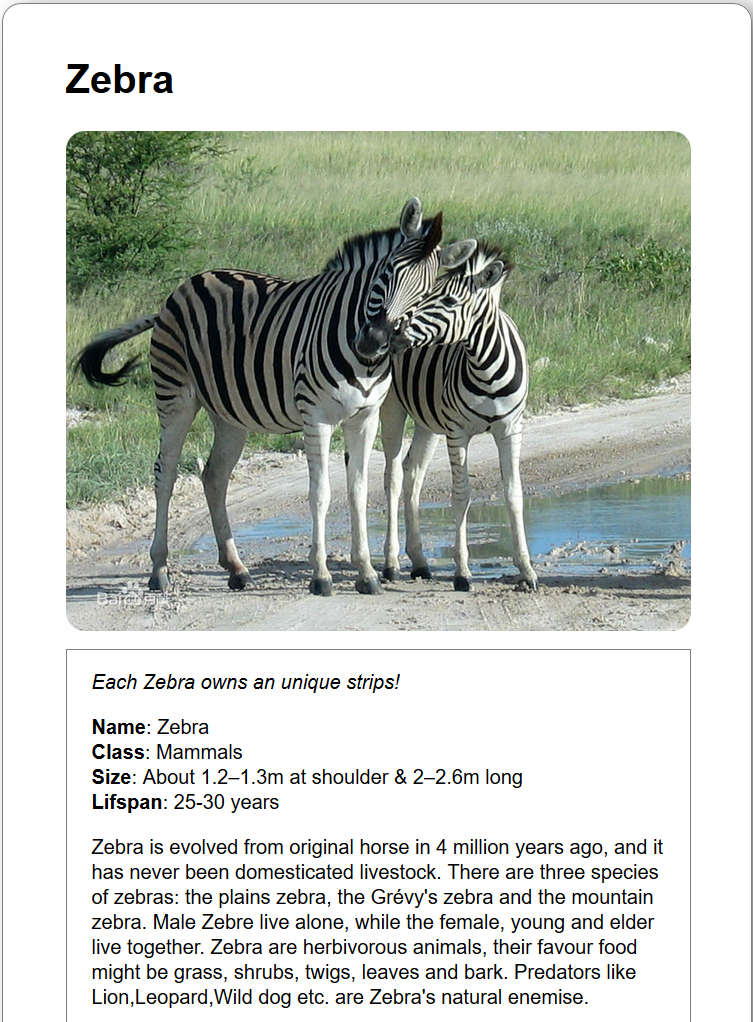 Zebra
Each Zebra owns an unique strips!
Name: Zebra
Class: Mammals
Size: About 1.2–1.3m at shoulder & 2–2.6m long
Lifspan: 25-30 years
Zebra is evolved from original horse in 4 million years ago, and it
has never been domesticated livestock. There are three species
of zebras: the plains zebra, the Grévy's zebra and the mountain
zebra. Male Zebre live alone, while the female, young and elder
live together. Zebra are herbivorous animals, their favour food
might be grass, shrubs, twigs, leaves and bark. Predators like
Lion,Leopard,Wild dog etc. are Zebra's natural enemise.